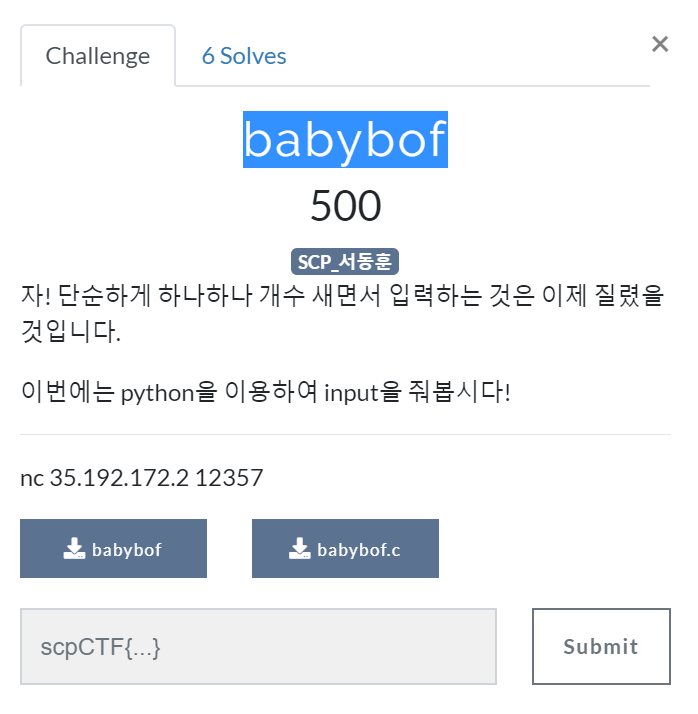 Challenge
6 Solves
×
babybof
500
SCP_서동훈
자! 단순하게 하나하나 개수 새면서 입력하는 것은 이제 질렸을
것입니다.
이번에는 python을 이용하여 input을 줘봅시다!
nc 35.192.172.2 12357
babybof
babybof.c
scpCTF{...}
Submit